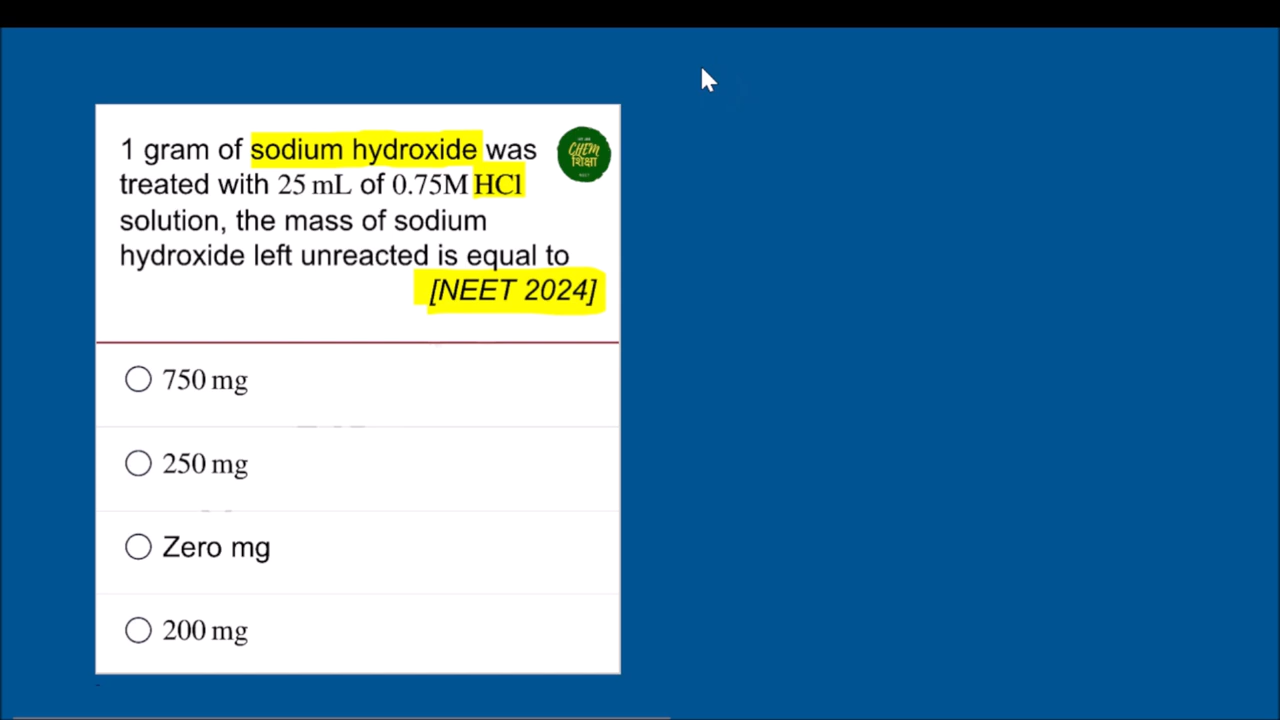 1 gram of sodium hydroxide was
treated with 25 mL of 0.75M HCl
solution, the mass of sodium
hydroxide left unreacted is equal to
[NEET 2024]
CHEM
शिक्षा
750 mg
250 mg
Zero mg
200 mg